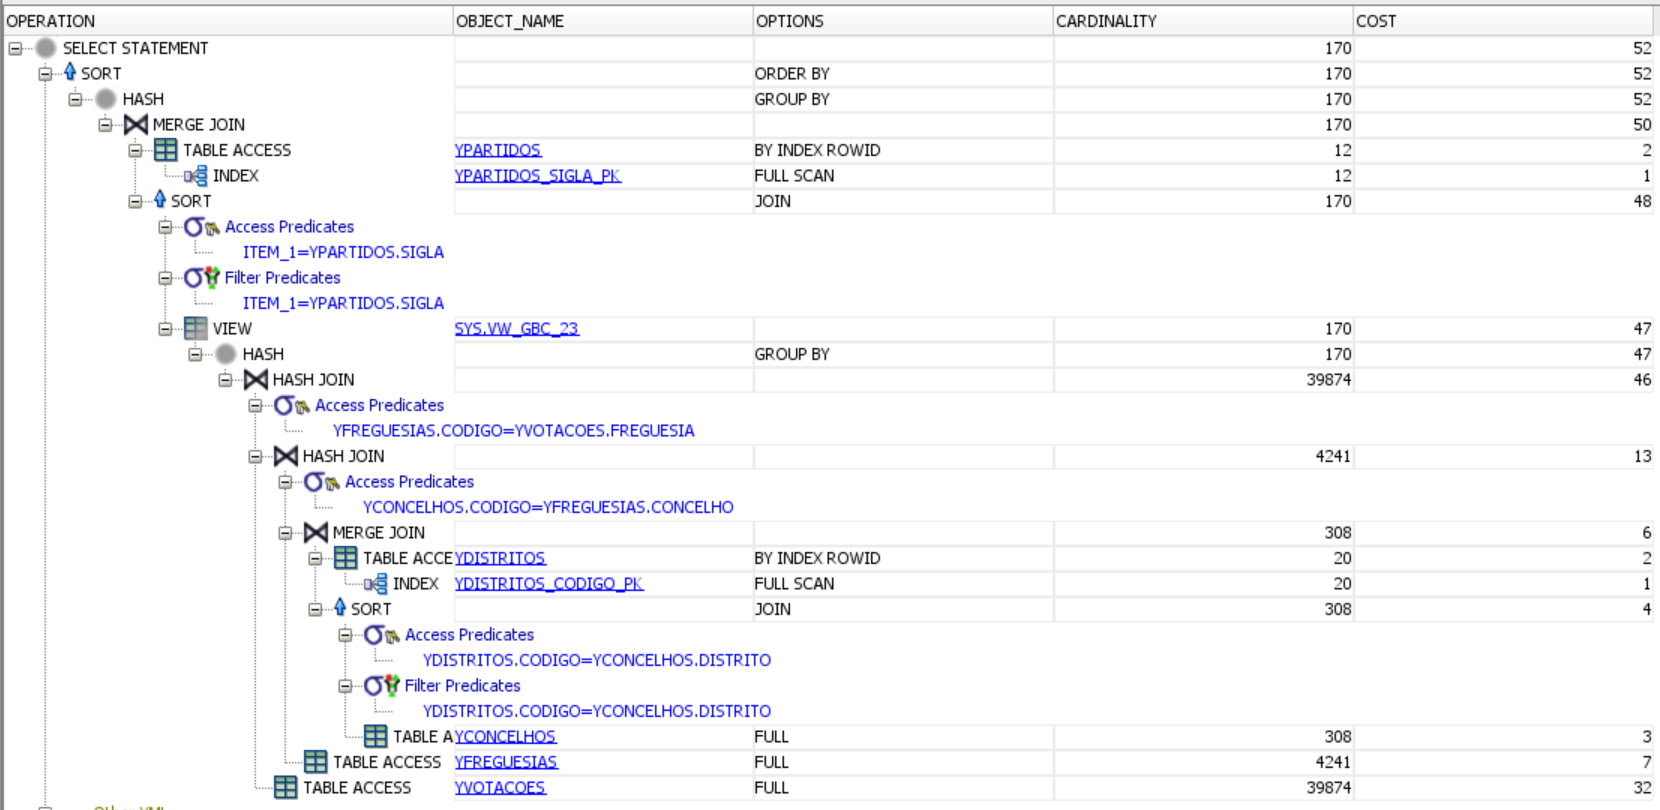 OPERATION OBJECT_NAME OPTIONS CARDINALITY COST
SELECT STATEMENT 170 52
SORT ORDER BY 170 52
HASH GROUP BY 170 52
MERGE JOIN 170 50
TABLE ACCESS YPARTIDOS BY INDEX ROWID 12 2
INDEX YPARTIDOS_SIGLA_PK FULL SCAN 12 1
SORT JOIN 170 48
Access Predicates
ITEM_1=YPARTIDOS.SIGLA
Filter Predicates
ITEM_1=YPARTIDOS.SIGLA
VIEW SYS.VW_GBC_23 170 47
HASH GROUP BY 170 47
HASH JOIN 39874 46
Access Predicates
YFREGUESIAS.CODIGO=YVOTACOES.FREGUESIA
HASH JOIN 4241 13
Access Predicates
YCONCELHOS.CODIGO=YFREGUESIAS.CONCELHO
MERGE JOIN 308 6
TABLE ACCE YDISTRITOS BY INDEX ROWID 20 2
INDEX YDISTRITOS_CODIGO_PK FULL SCAN 20 1
SORT JOIN 308 4
Access Predicates
YDISTRITOS.CODIGO=YCONCELHOS.DISTRITO
Filter Predicates
YDISTRITOS.CODIGO=YCONCELHOS.DISTRITO
TABLE A YCONCELHOS FULL 308 3
TABLE ACCESS YFREGUESIAS FULL 4241 7
TABLE ACCESS YVOTACOES FULL 39874 32